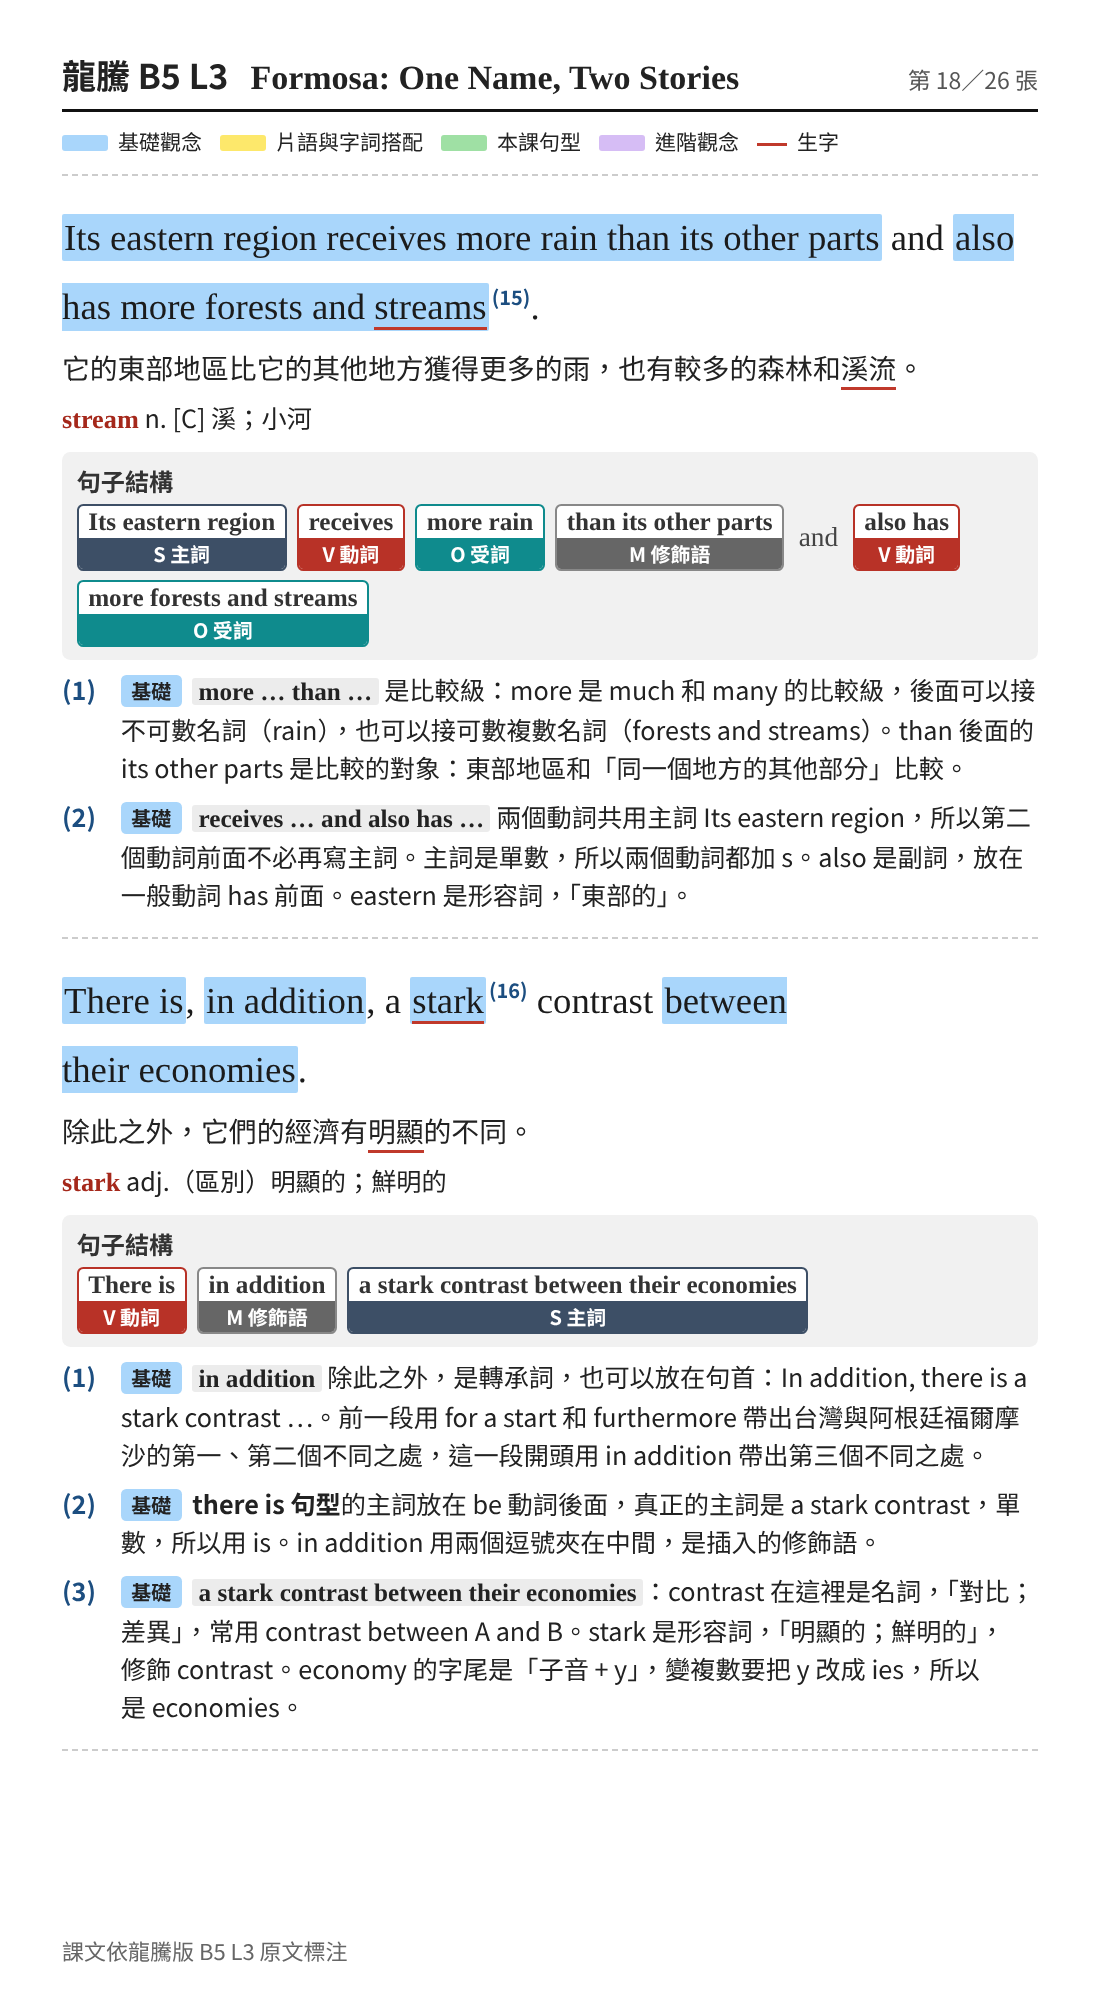 龍騰 B5 L3 Formosa: One Name, Two Stories 第 18／26 張
基礎觀念 片語與字詞搭配 本課句型 進階觀念 生字
Its eastern region receives more rain than its other parts and also
has more forests and streams(15).
它的東部地區比它的其他地方獲得更多的雨，也有較多的森林和溪流。
stream n. [C] 溪；小河
句子結構
Its eastern region receives more rain than its other parts and also has
S 主詞 V 動詞 O 受詞 M 修飾語 V 動詞
more forests and streams
O 受詞
(1) 基礎 more … than … 是比較級：more 是 much 和 many 的比較級，後面可以接
不可數名詞（rain），也可以接可數複數名詞（forests and streams）。than 後面的
its other parts 是比較的對象：東部地區和「同一個地方的其他部分」比較。
(2) 基礎 receives … and also has … 兩個動詞共用主詞 Its eastern region，所以第二
個動詞前面不必再寫主詞。主詞是單數，所以兩個動詞都加 s。also 是副詞，放在
一般動詞 has 前面。eastern 是形容詞，「東部的」。
There is, in addition, a stark(16) contrast between
their economies.
除此之外，它們的經濟有明顯的不同。
stark adj.（區別）明顯的；鮮明的
句子結構
There is in addition a stark contrast between their economies
V 動詞 M 修飾語 S 主詞
(1) 基礎 in addition 除此之外，是轉承詞，也可以放在句首：In addition, there is a
stark contrast …。前一段用 for a start 和 furthermore 帶出台灣與阿根廷福爾摩
沙的第一、第二個不同之處，這一段開頭用 in addition 帶出第三個不同之處。
(2) 基礎 there is 句型的主詞放在 be 動詞後面，真正的主詞是 a stark contrast，單
數，所以用 is。in addition 用兩個逗號夾在中間，是插入的修飾語。
(3) 基礎 a stark contrast between their economies：contrast 在這裡是名詞，「對比；
差異」，常用 contrast between A and B。stark 是形容詞，「明顯的；鮮明的」，
修飾 contrast。economy 的字尾是「子音 + y」，變複數要把 y 改成 ies，所以
是 economies。
課文依龍騰版 B5 L3 原文標注